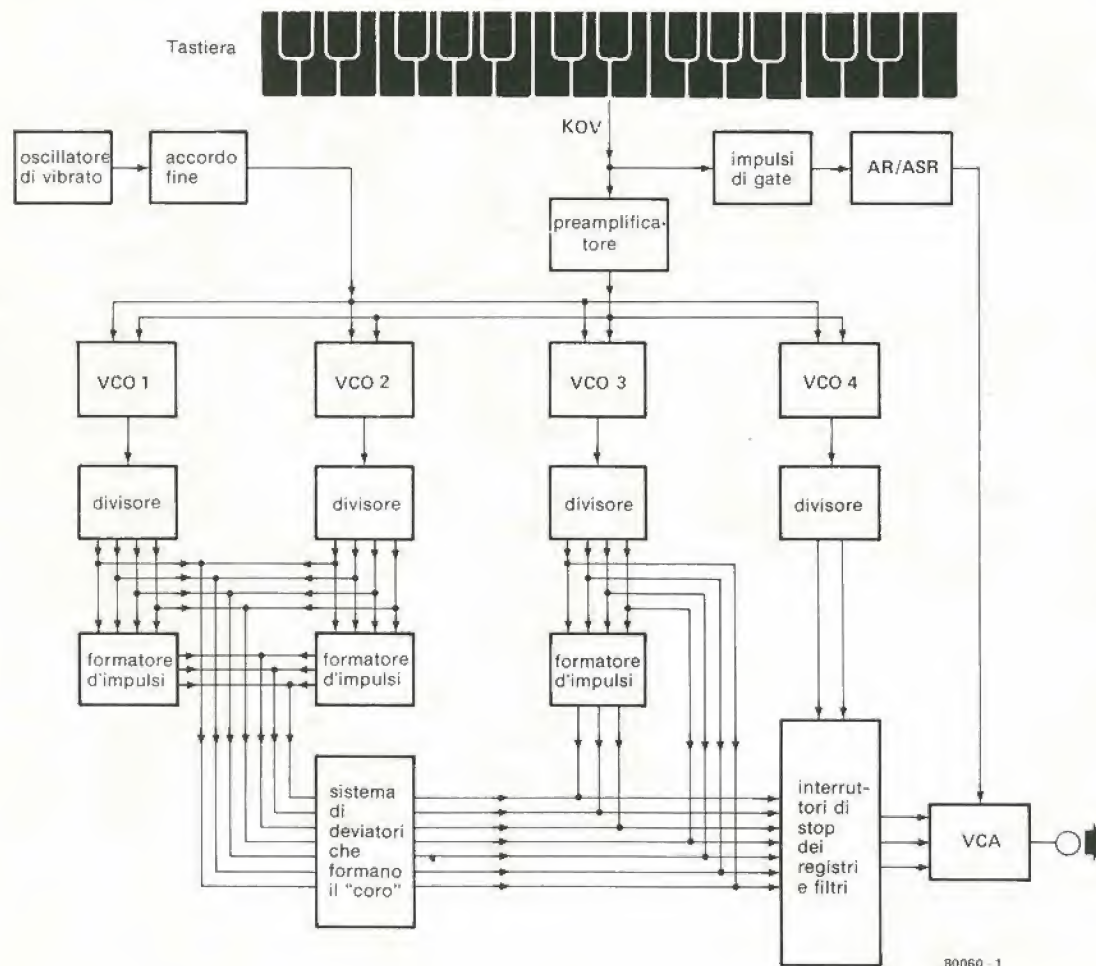 Tastiera
KOV
oscillatore
di vibrato
accordo
fine
impulsi
di gate
AR/ASR
preamplifica-
tore
VCO 1
VCO 2
VCO 3
VCO 4
divisore
divisore
divisore
divisore
formatore
d'impulsi
formatore
d'impulsi
formatore
d'impulsi
sistema
di
deviatori
che
formano
il "coro"
interrut-
tori di
stop
dei
registri
e filtri
VCA
80060 - 1